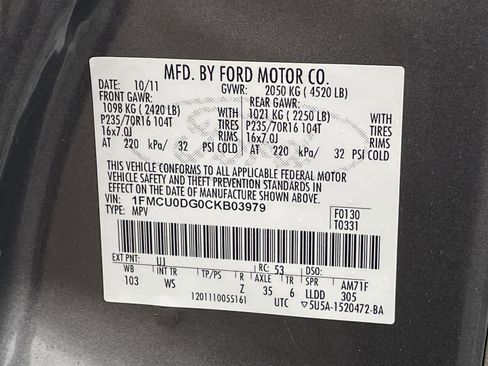 MFD. BY FORD MOTOR CO.
DATE: 10/11 GVWR: 2050 KG (4520 LB)
FRONT GAWR: REAR GAWR:
1098 KG (2420 LB) WITH 1021 KG (2250 LB) WITH
P235/70R16 104T TIRES P235/70R16 104T TIRES
16x7.0J RIMS 16x7.0J RIMS
AT 220 kPa/ 32 PSI COLD AT 220 kPa/ 32 PSI COLD
THIS VEHICLE CONFORMS TO ALL APPLICABLE FEDERAL MOTOR
VEHICLE SAFETY AND THEFT PREVENTION STANDARDS IN
EFFECT ON THE DATE OF MANUFACTURE SHOWN ABOVE.
VIN: 1FMCU0DG0CKB03979 F0130
TYPE: MPV T0331
EXT PNT: UJ RC: 53 DSO:
WB INT TR TP/PS R AXLE TR SPR AM71F
103 WS Z 35 6 LLDD 305
1201110055161 UTC ▽5U5A-1520472-BA